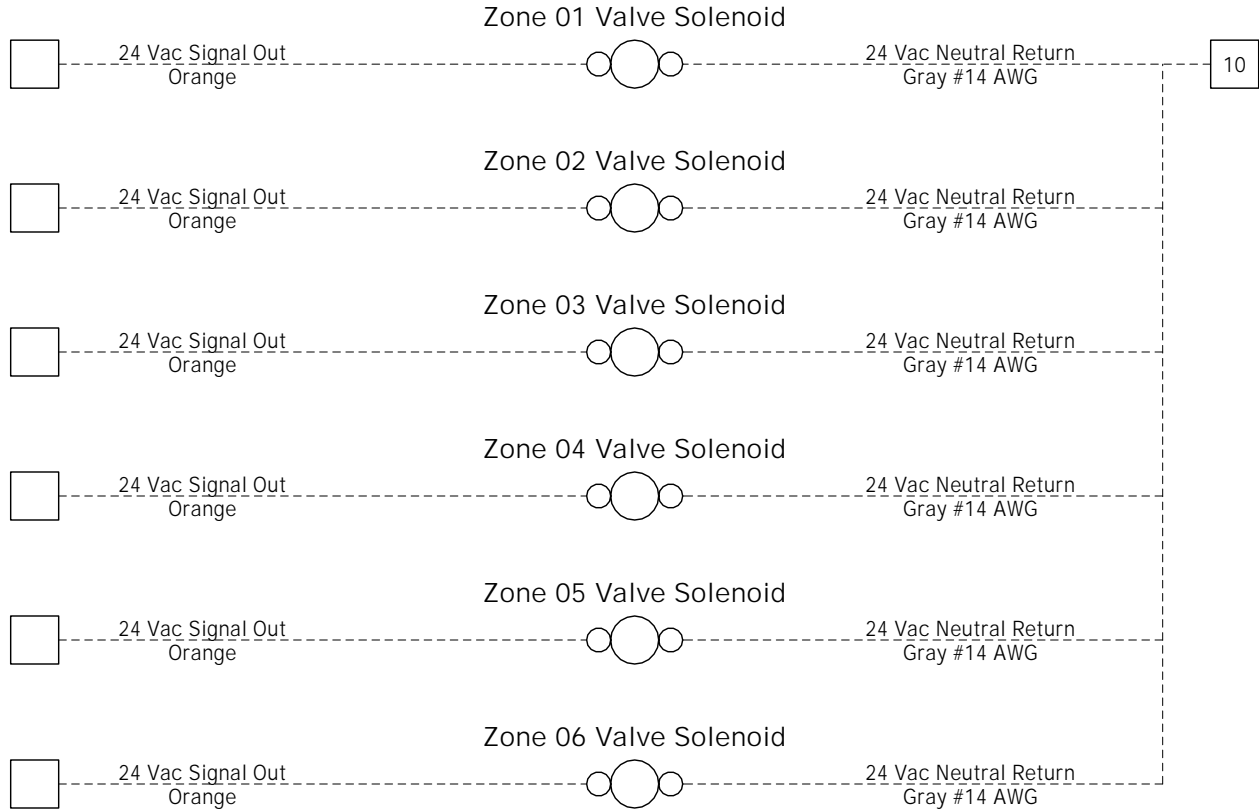 Zone 01 Valve Solenoid
24 Vac Signal Out
Orange
24 Vac Neutral Return
Gray #14 AWG
10
Zone 02 Valve Solenoid
24 Vac Signal Out
Orange
24 Vac Neutral Return
Gray #14 AWG
Zone 03 Valve Solenoid
24 Vac Signal Out
Orange
24 Vac Neutral Return
Gray #14 AWG
Zone 04 Valve Solenoid
24 Vac Signal Out
Orange
24 Vac Neutral Return
Gray #14 AWG
Zone 05 Valve Solenoid
24 Vac Signal Out
Orange
24 Vac Neutral Return
Gray #14 AWG
Zone 06 Valve Solenoid
24 Vac Signal Out
Orange
24 Vac Neutral Return
Gray #14 AWG